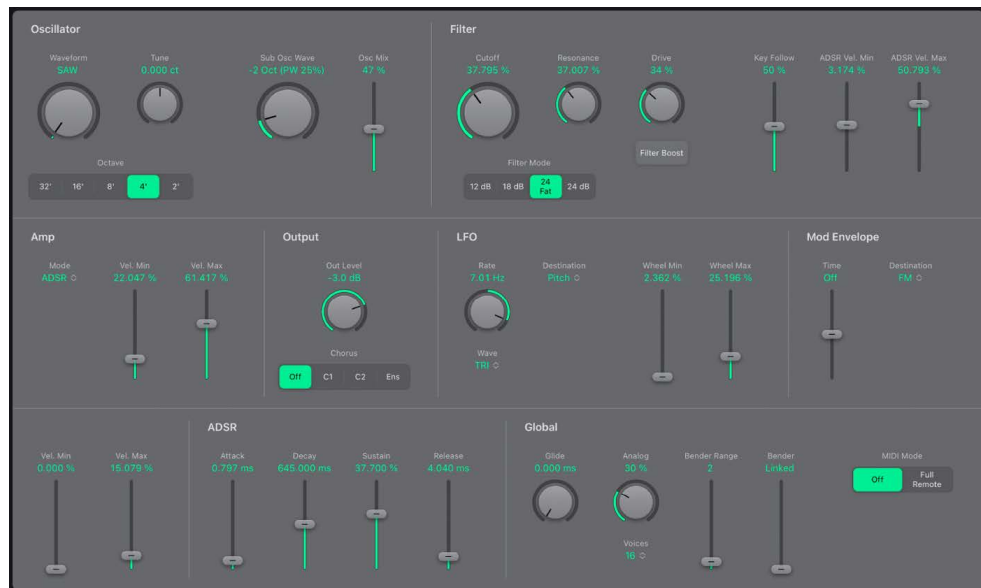 Oscillator
Filter
Waveform
SAW
Tune
0.000 ct
Sub Osc Wave
-2 Oct (PW 25%)
Osc Mix
47 %
Cutoff
37.795 %
Resonance
37.007 %
Drive
34 %
Key Follow
50 %
ADSR Vel. Min
3.174 %
ADSR Vel. Max
50.793 %
Octave
32'
16'
8'
4'
2'
Filter Boost
Filter Mode
12 dB
18 dB
24
Fat
24 dB
Amp
Output
LFO
Mod Envelope
Mode
ADSR
Vel. Min
22.047 %
Vel. Max
61.417 %
Out Level
-3.0 dB
Rate
7.01 Hz
Destination
Pitch
Wheel Min
2.362 %
Wheel Max
25.196 %
Time
Off
Destination
FM
Chorus
Off
C1
C2
Ens
Wave
TRI
ADSR
Global
Vel. Min
0.000 %
Vel. Max
15.079 %
Attack
0.797 ms
Decay
645.000 ms
Sustain
37.700 %
Release
4.040 ms
Glide
0.000 ms
Analog
30 %
Bender Range
2
Bender
Linked
MIDI Mode
Off
Full
Remote
Voices
16